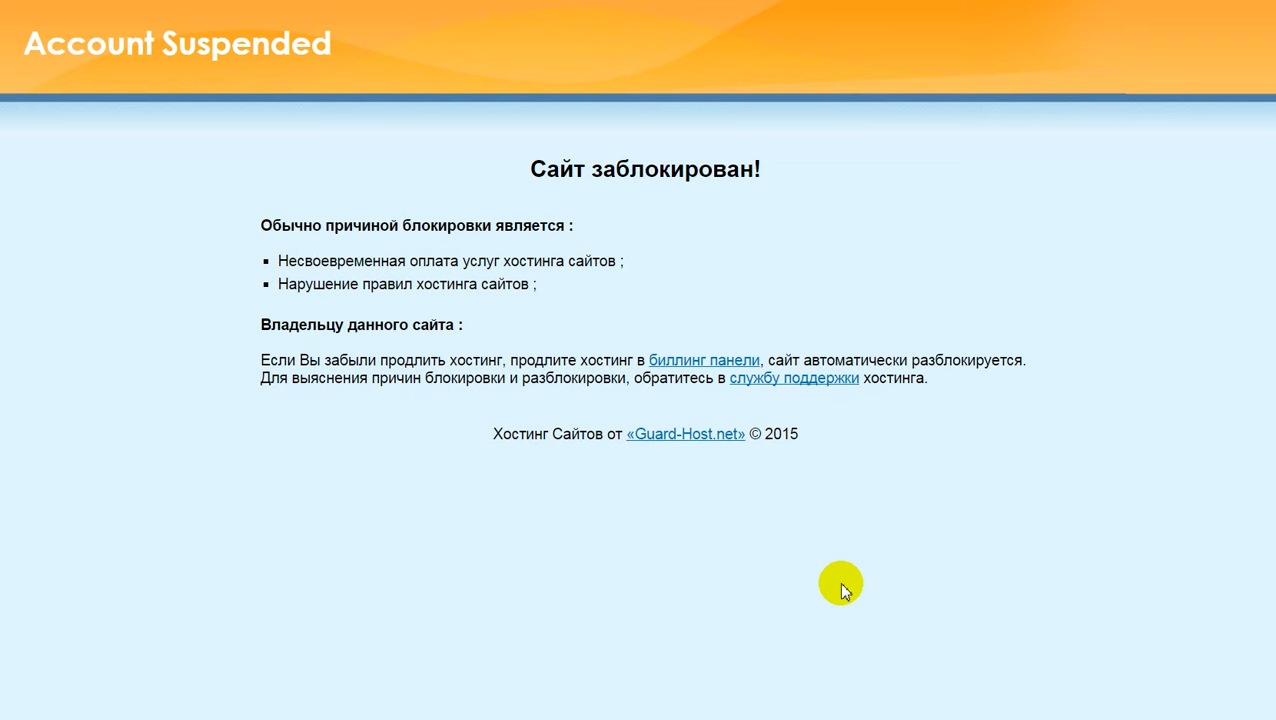 Account Suspended
Сайт заблокирован!
Обычно причиной блокировки является :
Несвоевременная оплата услуг хостинга сайтов ;
Нарушение правил хостинга сайтов ;
Владельцу данного сайта :
Если Вы забыли продлить хостинг, продлите хостинг в биллинг панели, сайт автоматически разблокируется.
Для выяснения причин блокировки и разблокировки, обратитесь в службу поддержки хостинга.
Хостинг Сайтов от «Guard-Host.net» © 2015